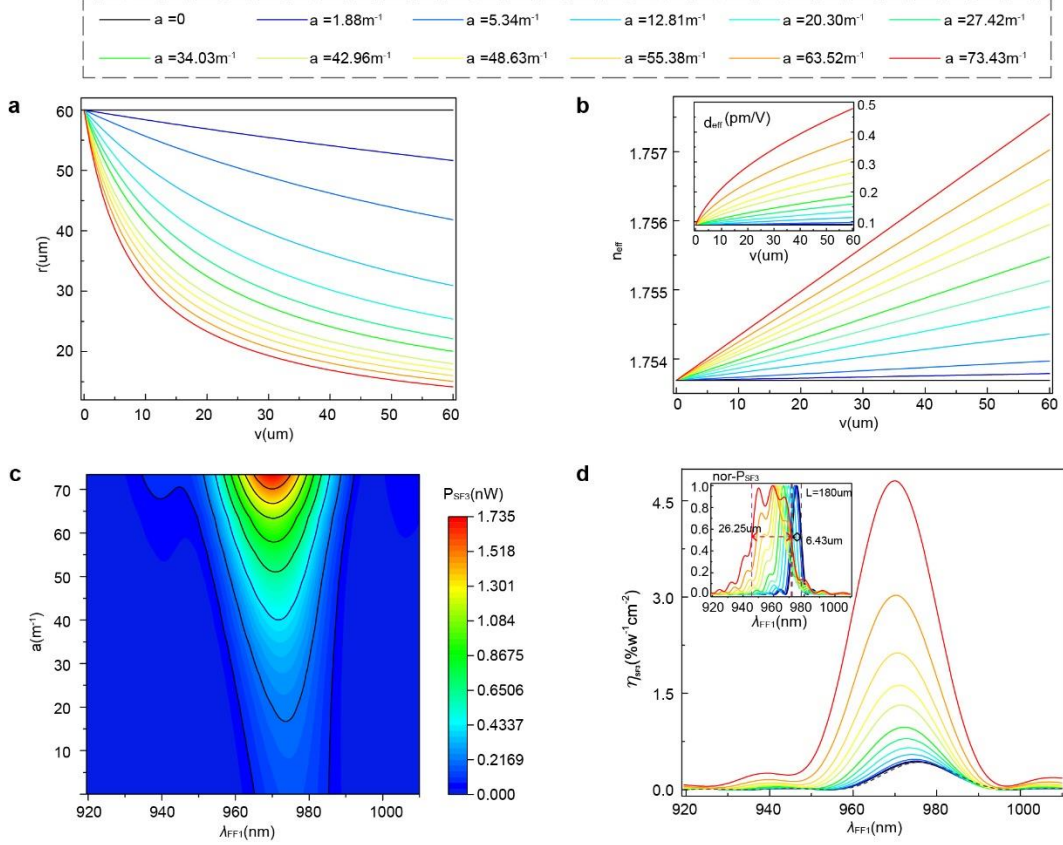 a =0 a =1.88m⁻¹ a =5.34m⁻¹ a =12.81m⁻¹ a =20.30m⁻¹ a =27.42m⁻¹
a =34.03m⁻¹ a =42.96m⁻¹ a =48.63m⁻¹ a =55.38m⁻¹ a =63.52m⁻¹ a =73.43m⁻¹
a
60
50
40
30
20
r(um)
0 10 20 30 40 50 60
v(um)
b
1.757
1.756
1.755
1.754
n_eff
0 10 20 30 40 50 60
v(um)
d_eff (pm/V)
0.5
0.4
0.3
0.2
0.1
0 10 20 30 40 50 60
v(um)
c
70
60
50
40
30
20
10
0
a(m⁻¹)
920 940 960 980 1000
λFF1(nm)
PSF3(nW)
1.735
1.518
1.301
1.084
0.8675
0.6506
0.4337
0.2169
0.000
d
4.5
3.0
1.5
0.0
ηSF3(%w⁻¹cm⁻²)
920 940 960 980 1000
λFF1(nm)
nor-PSF3
1.0
0.8
0.6
0.4
0.2
0.0
L=180um
26.25um
6.43um
920 940 960 980 1000
λFF1(nm)